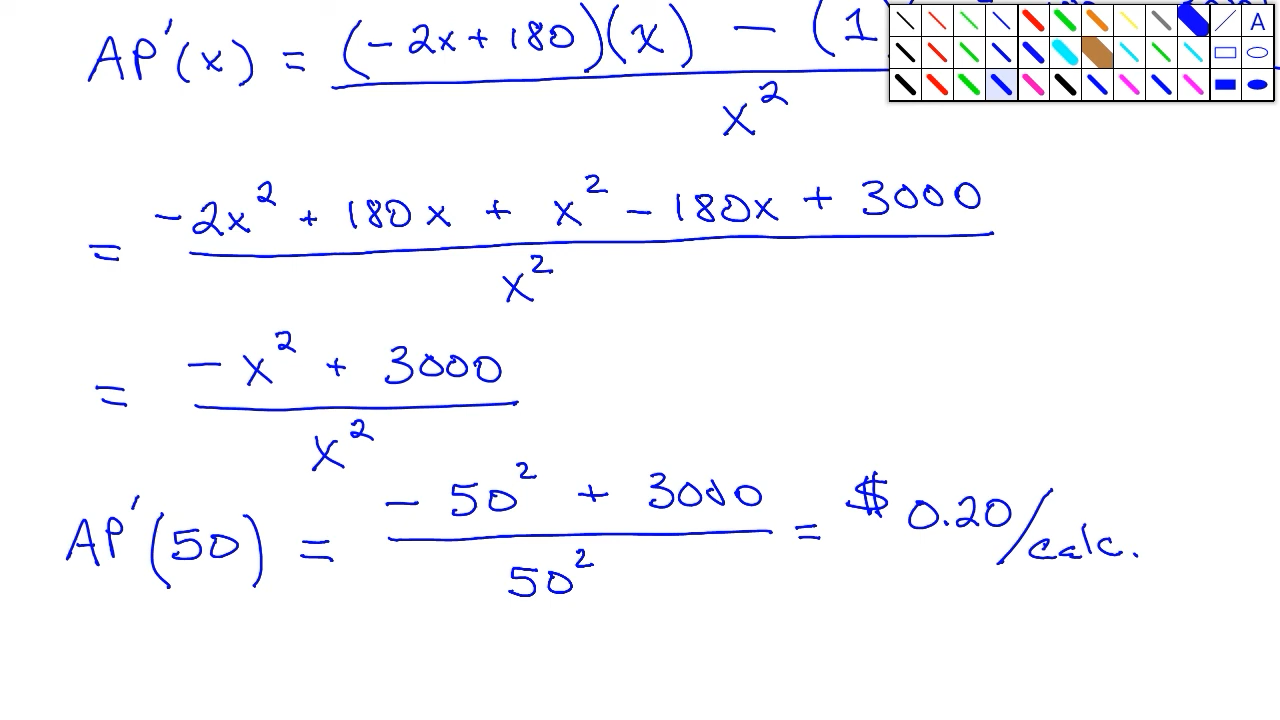 AP'(x) = (-2x + 180)(x) - (1
x²
A
= -2x² + 180x + x² - 180x + 3000
x²
= -x² + 3000
x²
AP'(50) = -50² + 3000 = $0.20/calc.
50²